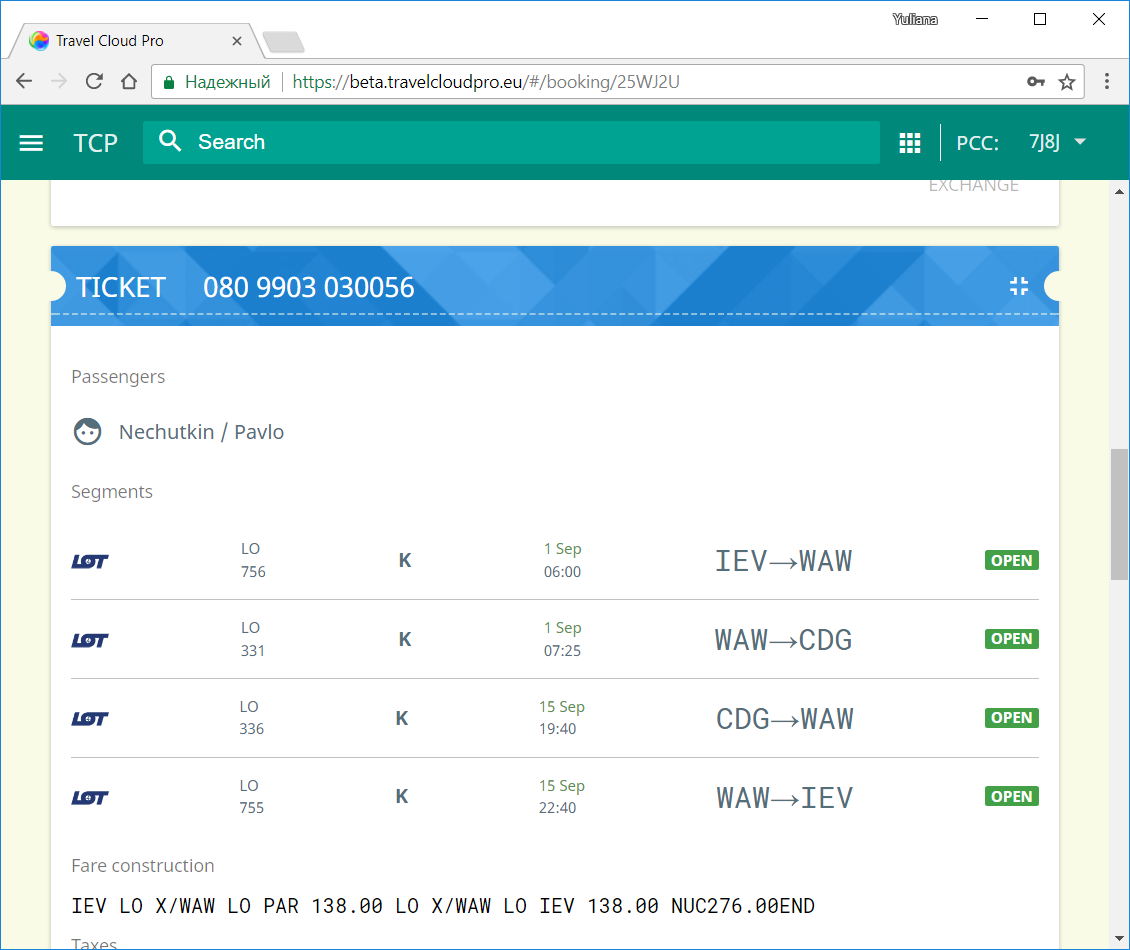 Yuliana
Travel Cloud Pro
Надежный https://beta.travelcloudpro.eu/#/booking/25WJ2U
TCP Search PCC: 7J8J
EXCHANGE
TICKET 080 9903 030056
Passengers
Nechutkin / Pavlo
Segments
LOT LO 756 K 1 Sep 06:00 IEV→WAW OPEN
LOT LO 331 K 1 Sep 07:25 WAW→CDG OPEN
LOT LO 336 K 15 Sep 19:40 CDG→WAW OPEN
LOT LO 755 K 15 Sep 22:40 WAW→IEV OPEN
Fare construction
IEV LO X/WAW LO PAR 138.00 LO X/WAW LO IEV 138.00 NUC276.00END
Taxes